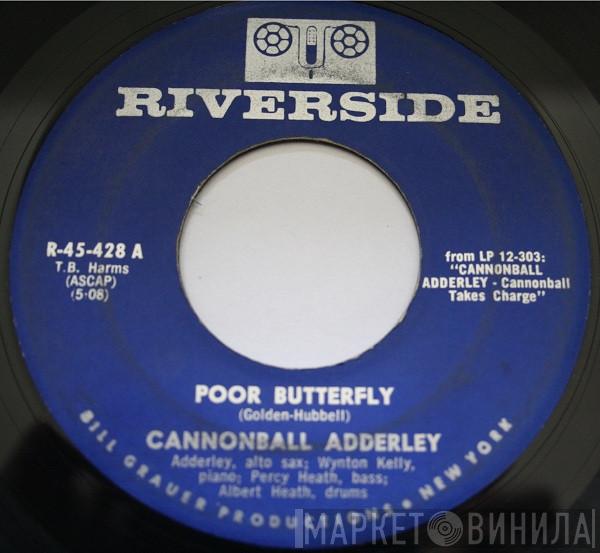 RIVERSIDE
R-45-428 A
T.B. Harms
(ASCAP)
(5:08)
from LP 12-303:
"CANNONBALL
ADDERLEY - Cannonball
Takes Charge"
POOR BUTTERFLY
(Golden-Hubbell)
CANNONBALL ADDERLEY
Adderley, alto sax; Wynton Kelly,
piano; Percy Heath, bass;
Albert Heath, drums
BILL GRAUER PRODUCTIONS • NEW YORK
МАРКЕТ ВИНИЛА